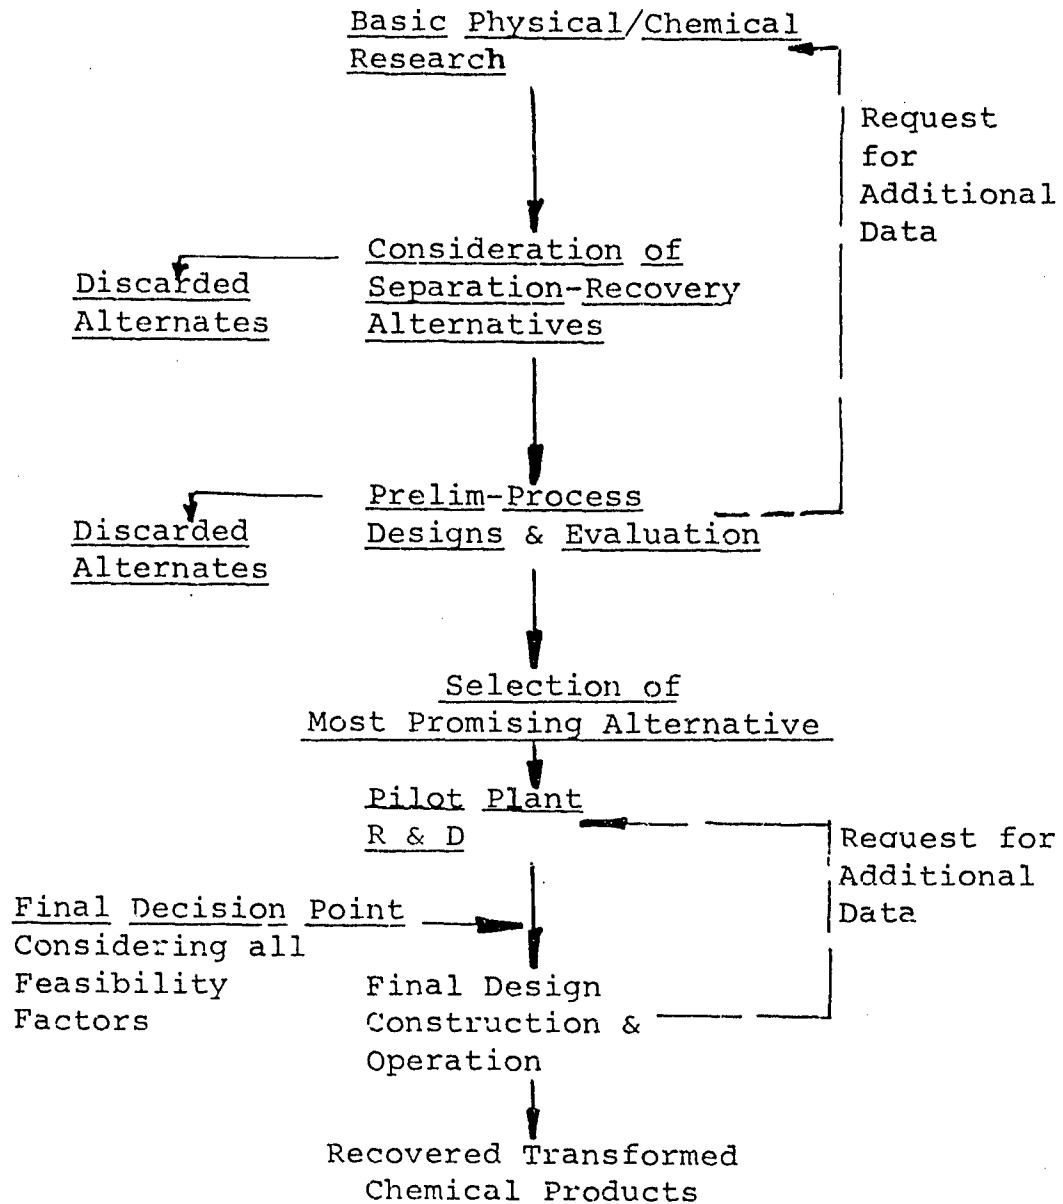 Basic Physical/Chemical
Research
Request
for
Additional
Data
Consideration of
Separation-Recovery
Alternatives
Discarded
Alternates
Prelim-Process
Designs & Evaluation
Discarded
Alternates
Selection of
Most Promising Alternative
Pilot Plant
R & D
Request for
Additional
Data
Final Decision Point
Considering all
Feasibility
Factors
Final Design
Construction &
Operation
Recovered Transformed
Chemical Products